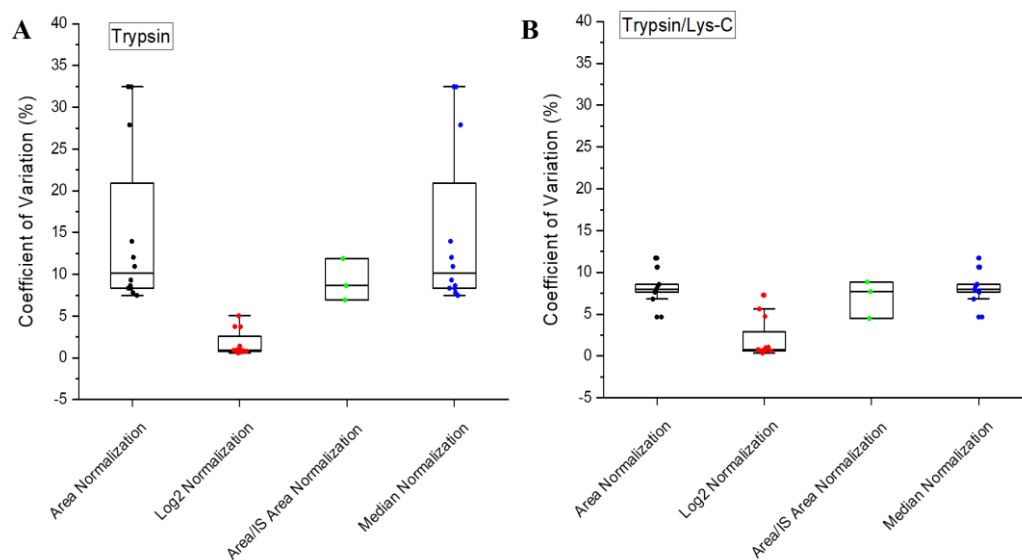 A
Trypsin
Coefficient of Variation (%)
40
35
30
25
20
15
10
5
0
-5
Area Normalization
Log2 Normalization
Area/IS Area Normalization
Median Normalization
B
Trypsin/Lys-C
Coefficient of Variation (%)
40
35
30
25
20
15
10
5
0
-5
Area Normalization
Log2 Normalization
Area/IS Area Normalization
Median Normalization